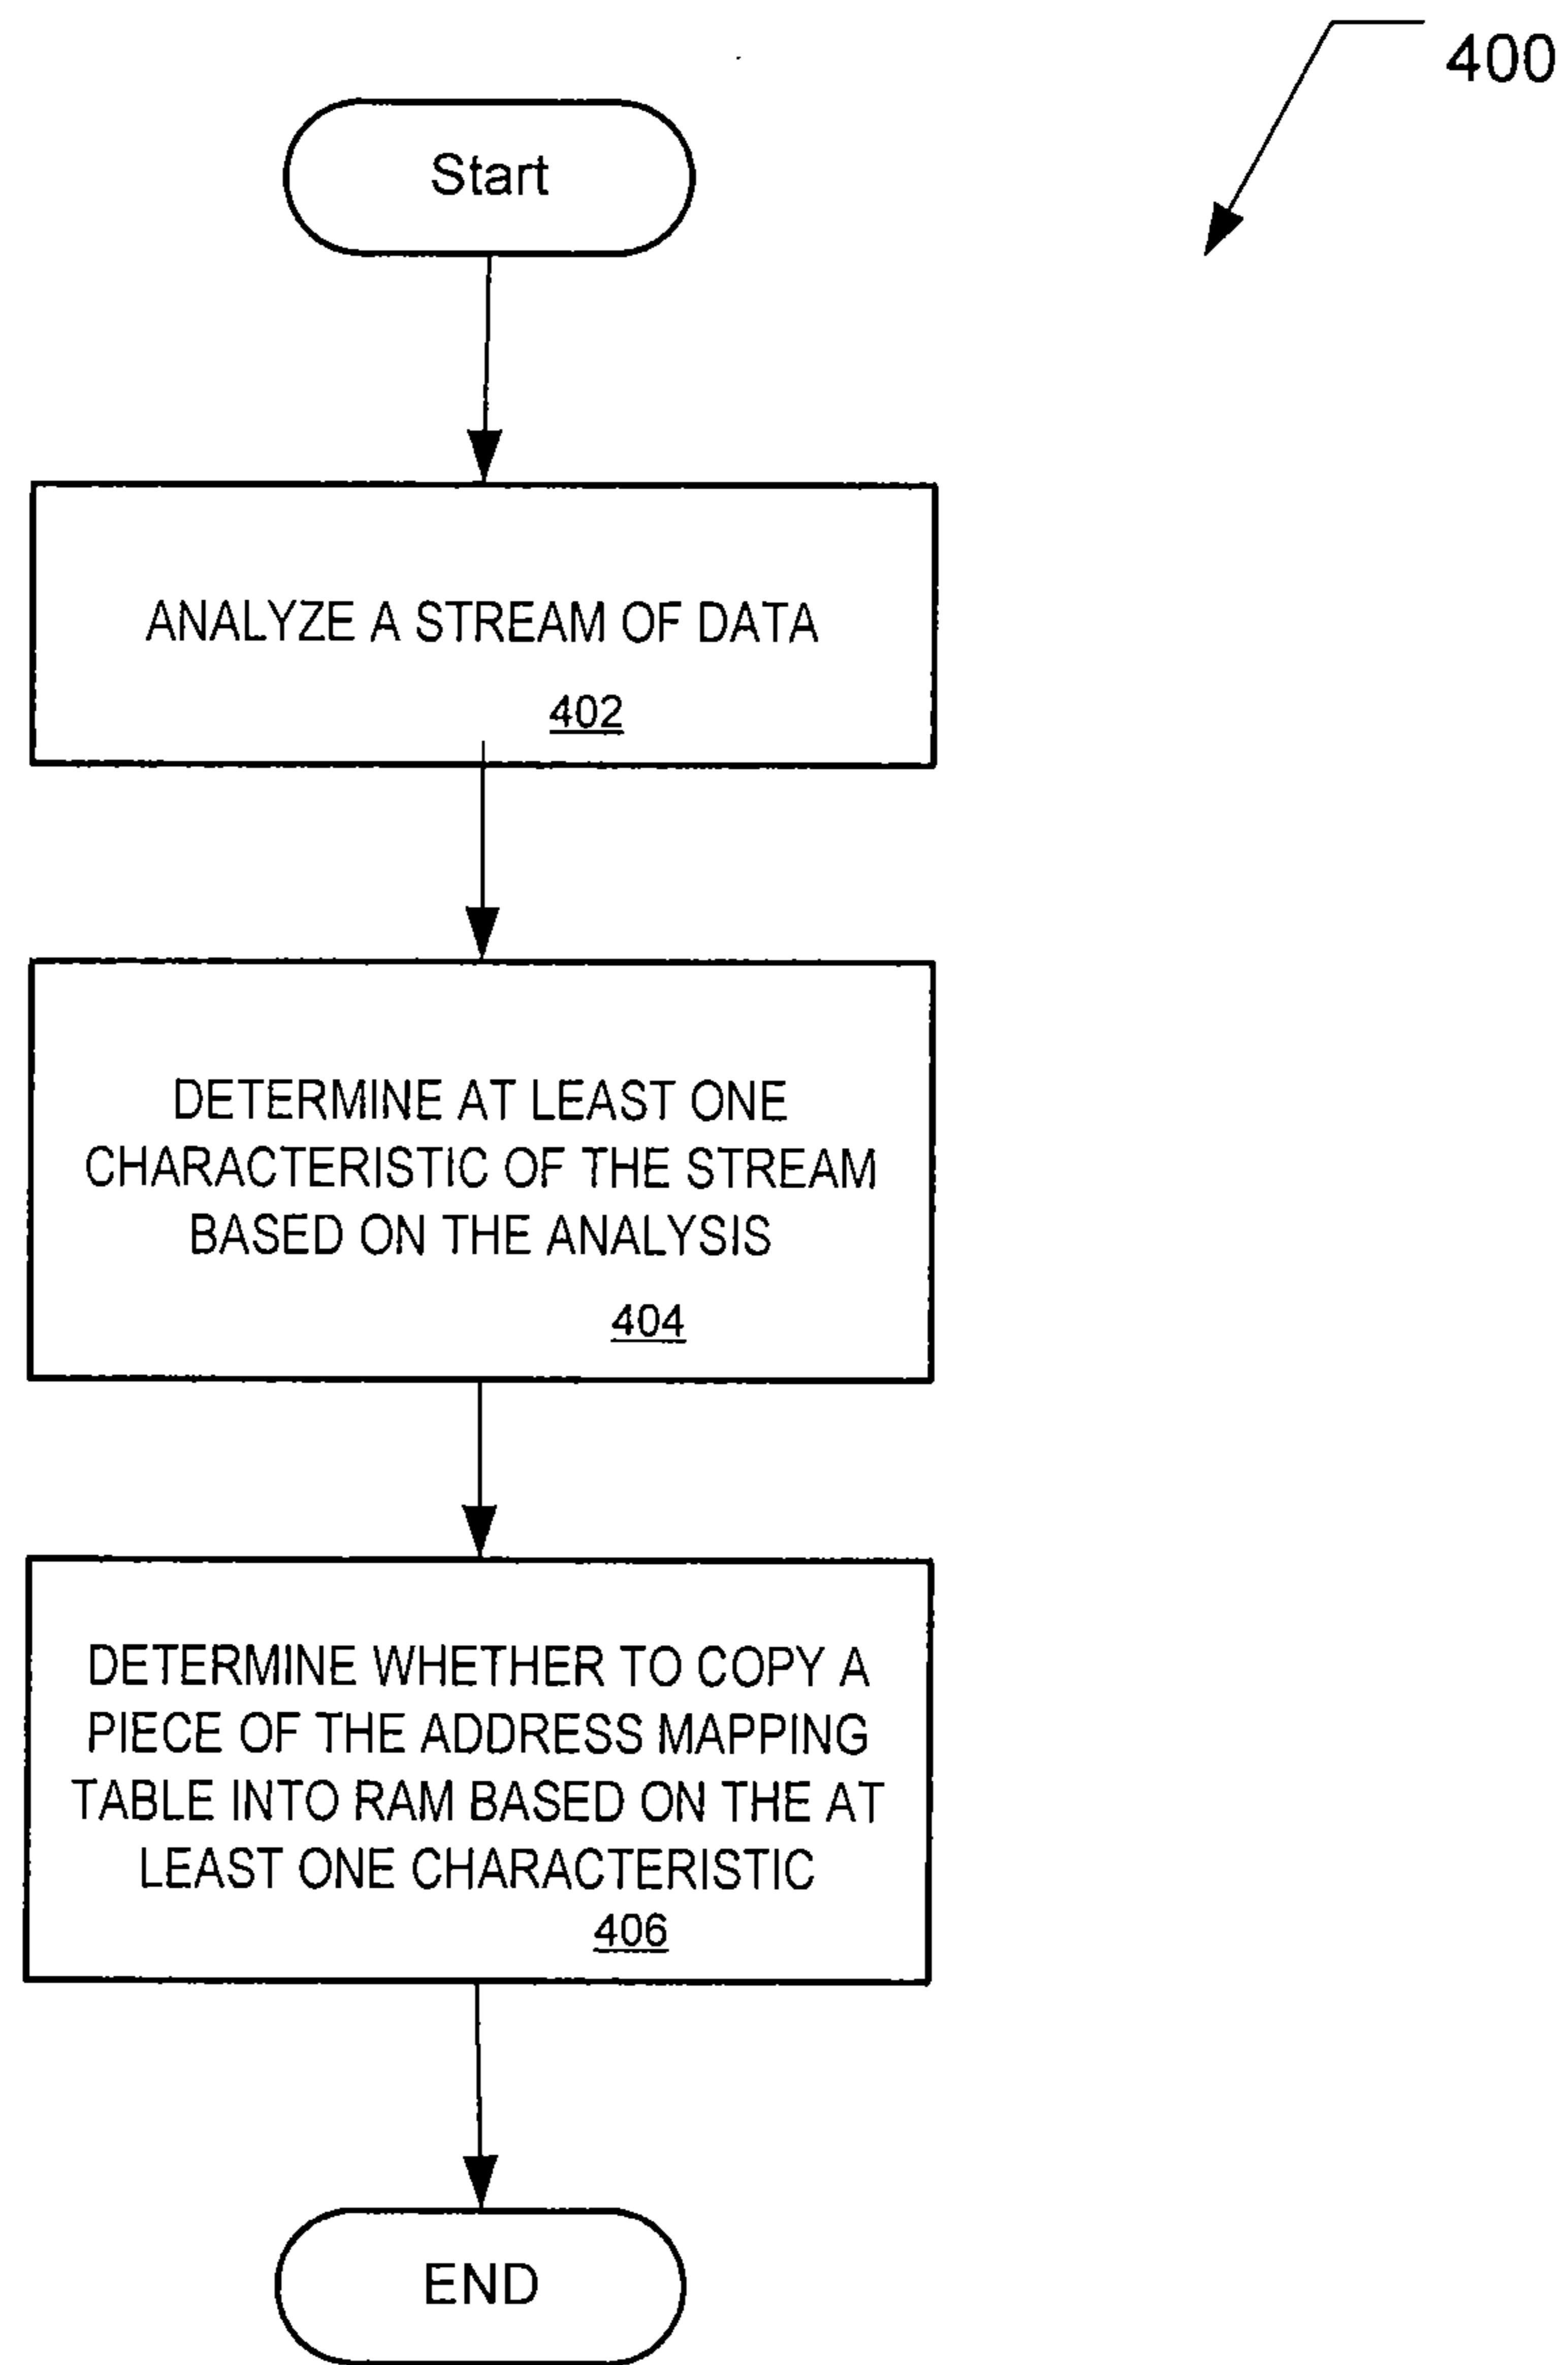 400
Start
ANALYZE A STREAM OF DATA
402
DETERMINE AT LEAST ONE
CHARACTERISTIC OF THE STREAM
BASED ON THE ANALYSIS
404
DETERMINE WHETHER TO COPY A
PIECE OF THE ADDRESS MAPPING
TABLE INTO RAM BASED ON THE AT
LEAST ONE CHARACTERISTIC
406
END